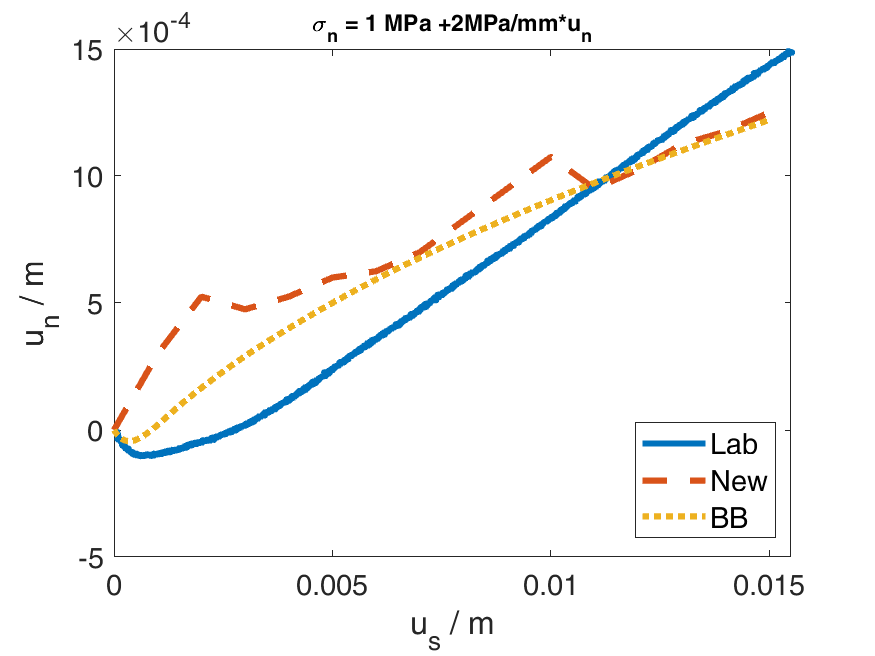 σn = 1 MPa +2MPa/mm*un
×10-4
15
10
5
0
-5
0
0.005
0.01
0.015
un / m
us / m
Lab
New
BB